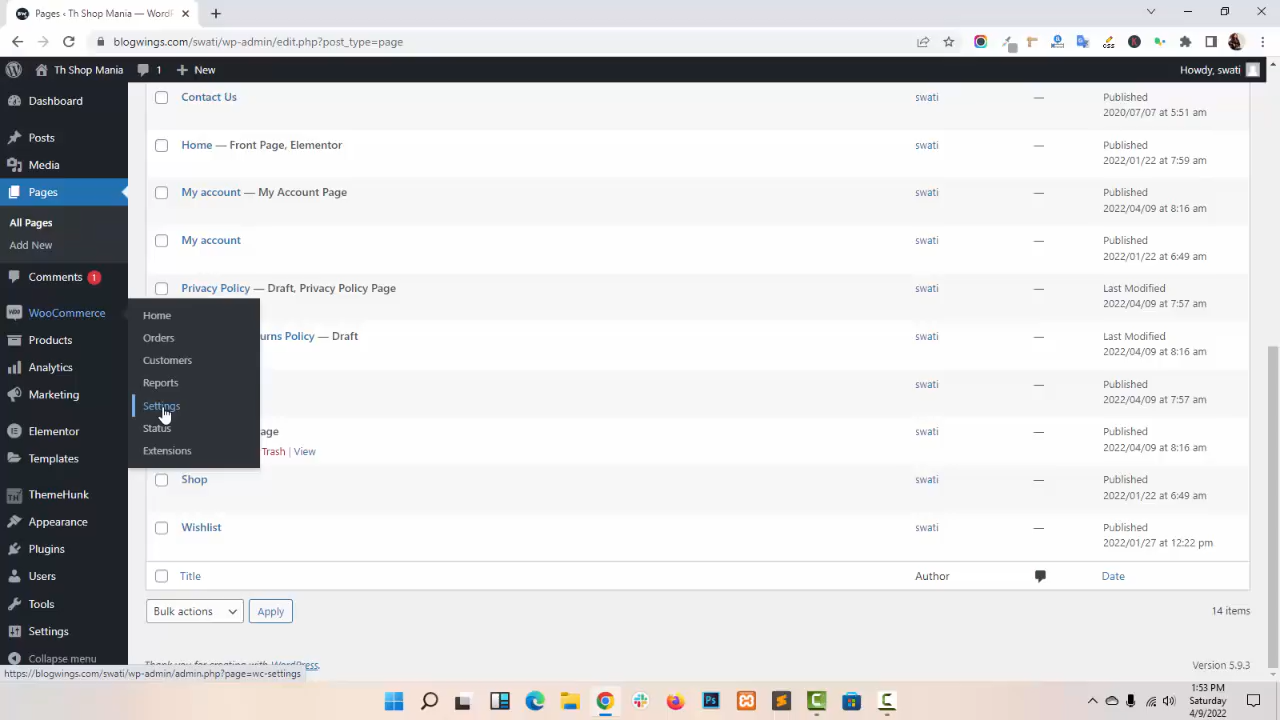 Pages ‹ Th Shop Mania — WordP
blogwings.com/swati/wp-admin/edit.php?post_type=page
Th Shop Mania
1
New
Howdy, swati
Dashboard
Posts
Media
Pages
All Pages
Add New
Comments 1
WooCommerce
Products
Analytics
Marketing
Elementor
Templates
ThemeHunk
Appearance
Plugins
Users
Tools
Settings
Collapse menu
Home
Orders
Customers
Reports
Settings
Status
Extensions
Contact Us
swati
—
Published
2020/07/07 at 5:51 am
Home — Front Page, Elementor
swati
—
Published
2022/01/22 at 7:59 am
My account — My Account Page
swati
—
Published
2022/04/09 at 8:16 am
My account
swati
—
Published
2022/01/22 at 6:49 am
Privacy Policy — Draft, Privacy Policy Page
swati
—
Last Modified
2022/04/09 at 7:57 am
urns Policy — Draft
swati
—
Last Modified
2022/04/09 at 8:16 am
swati
—
Published
2022/04/09 at 7:57 am
age
Trash | View
swati
—
Published
2022/04/09 at 8:16 am
Shop
swati
—
Published
2022/01/22 at 6:49 am
Wishlist
swati
—
Published
2022/01/27 at 12:22 pm
Title
Author
Date
Bulk actions
Apply
14 items
Thank you for creating with WordPress.
Version 5.9.3
https://blogwings.com/swati/wp-admin/admin.php?page=wc-settings
1:53 PM
Saturday
4/9/2022